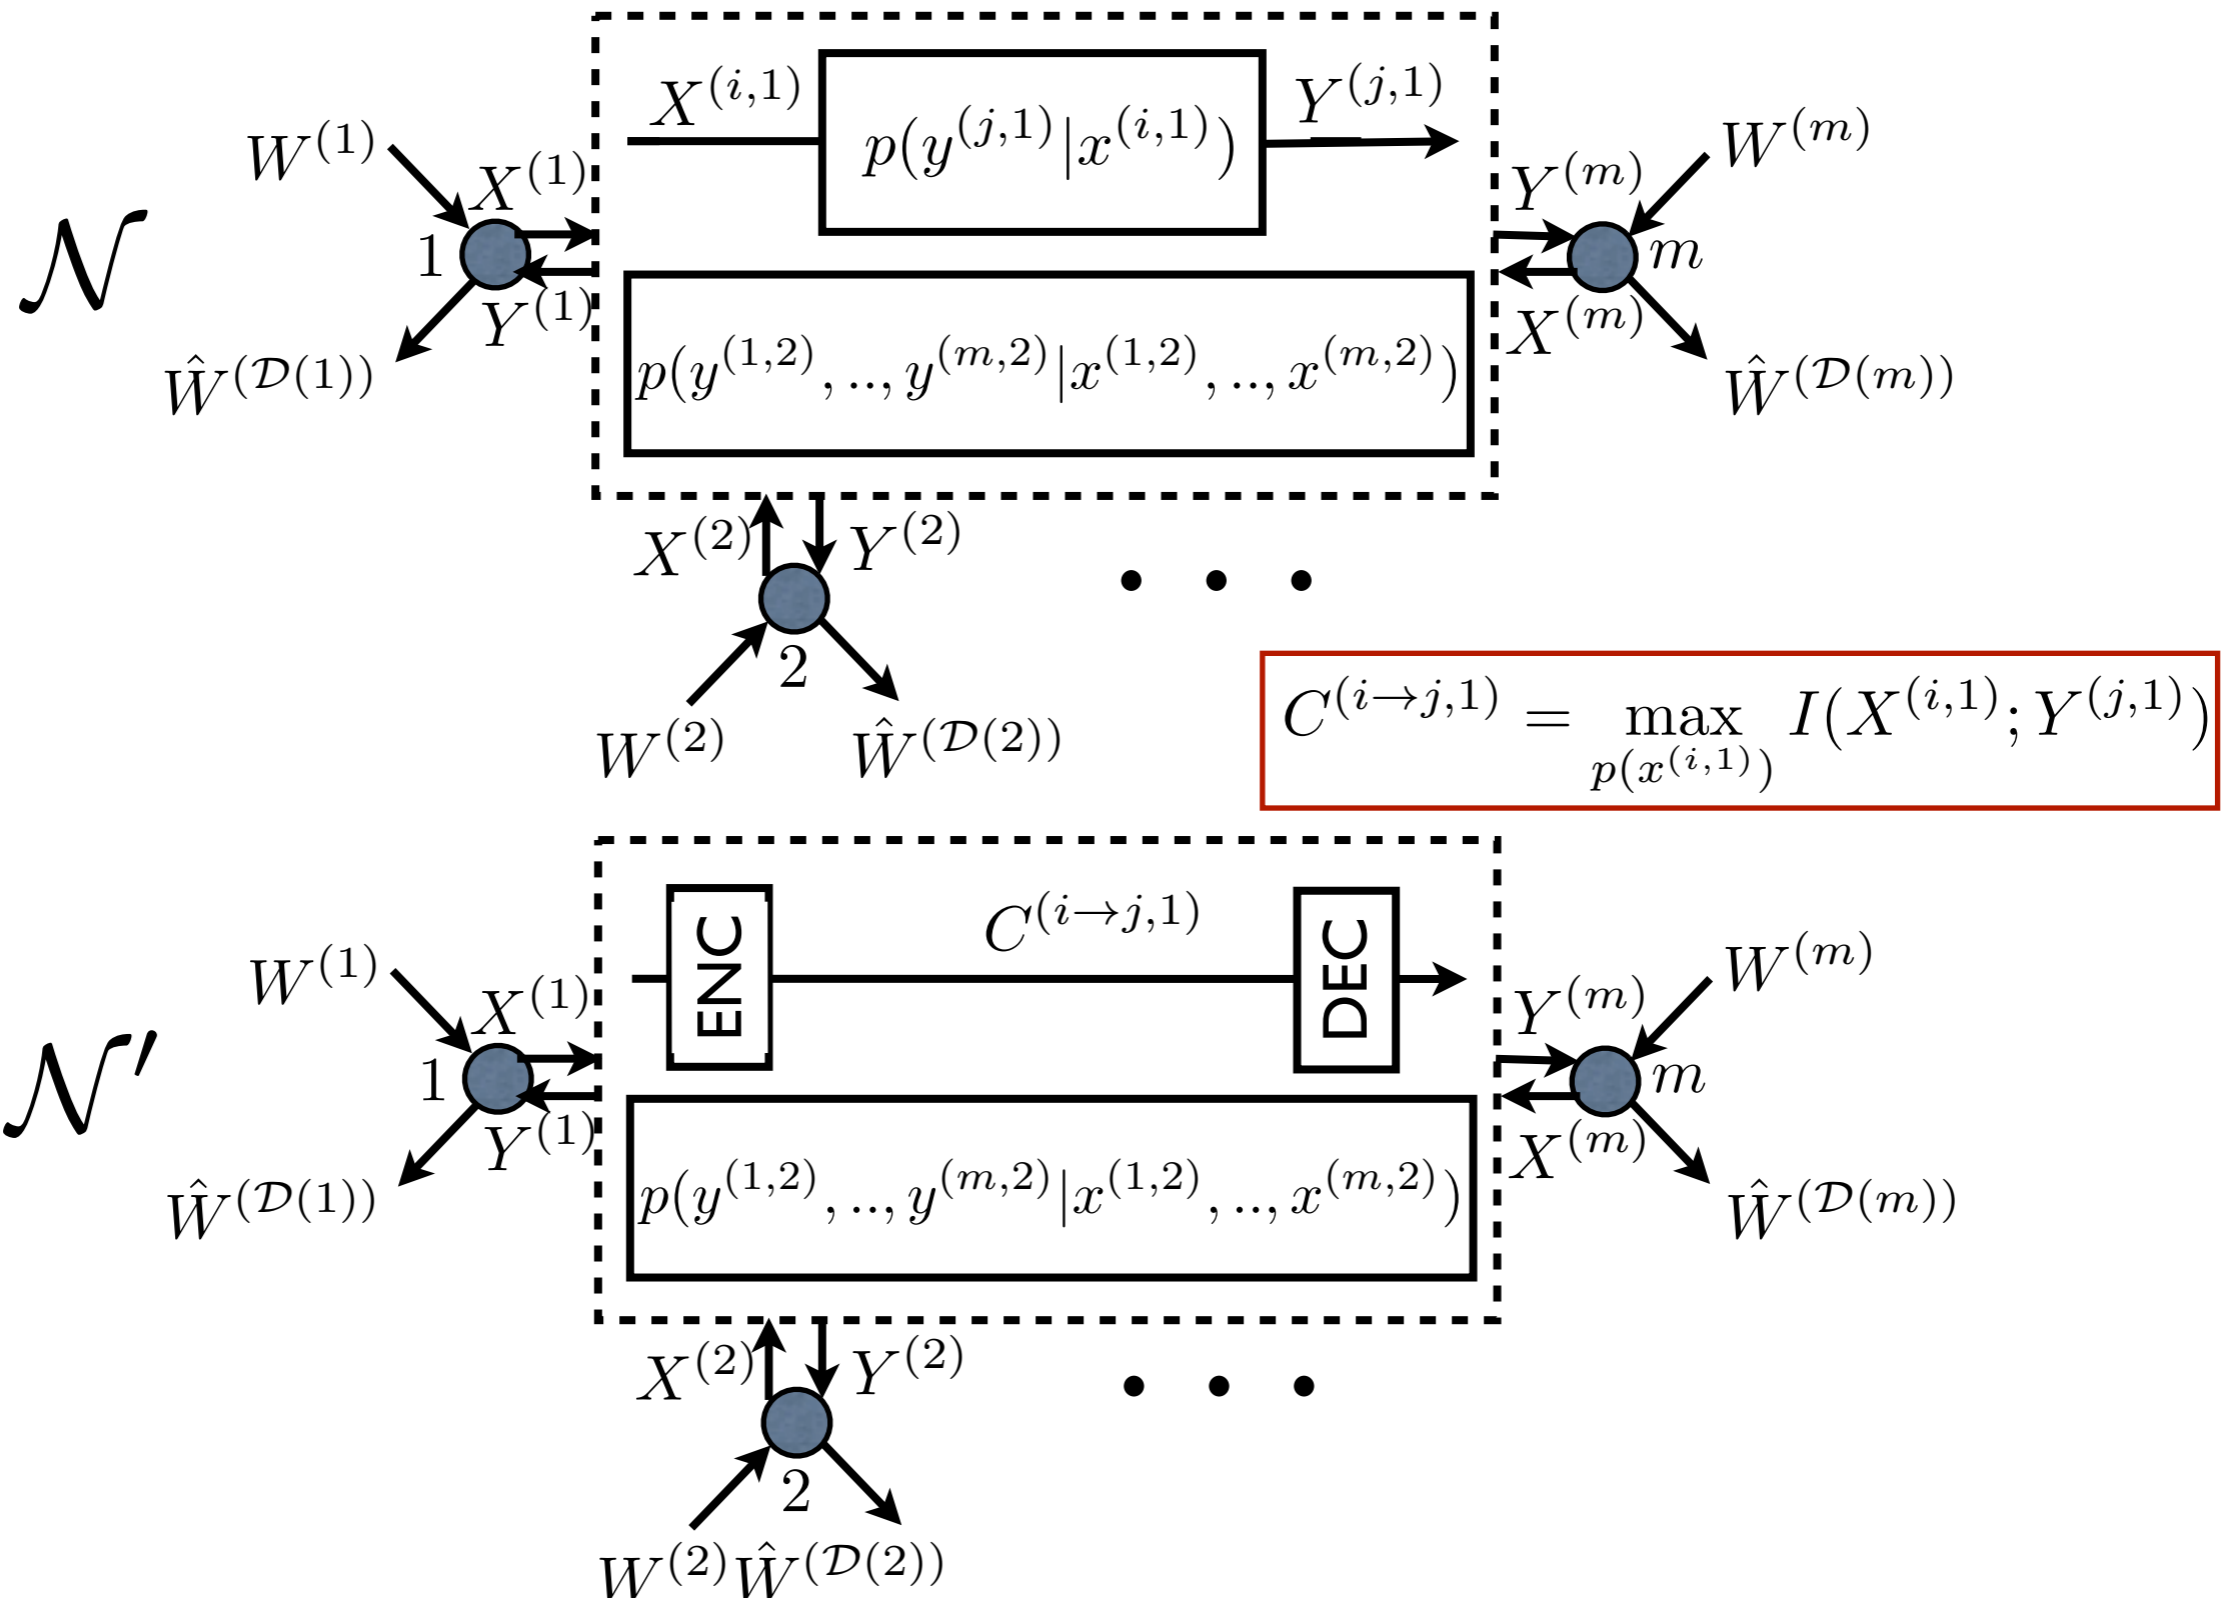 X^{(i,1)} p(y^{(j,1)}|x^{(i,1)}) Y^{(j,1)}
W^{(1)} X^{(1)} Y^{(m)} W^{(m)}
𝒩 1 m
Y^{(1)} X^{(m)}
Ŵ^{(𝒟(1))} p(y^{(1,2)},..,y^{(m,2)}|x^{(1,2)},..,x^{(m,2)}) Ŵ^{(𝒟(m))}
X^{(2)} Y^{(2)} • • •
2
W^{(2)} Ŵ^{(𝒟(2))}
C^{(i→j,1)} = max_{p(x^{(i,1)})} I(X^{(i,1)}; Y^{(j,1)})
ENC C^{(i→j,1)} DEC
W^{(1)} X^{(1)} Y^{(m)} W^{(m)}
𝒩′ 1 m
Y^{(1)} X^{(m)}
Ŵ^{(𝒟(1))} p(y^{(1,2)},..,y^{(m,2)}|x^{(1,2)},..,x^{(m,2)}) Ŵ^{(𝒟(m))}
X^{(2)} Y^{(2)} • • •
2
W^{(2)} Ŵ^{(𝒟(2))}